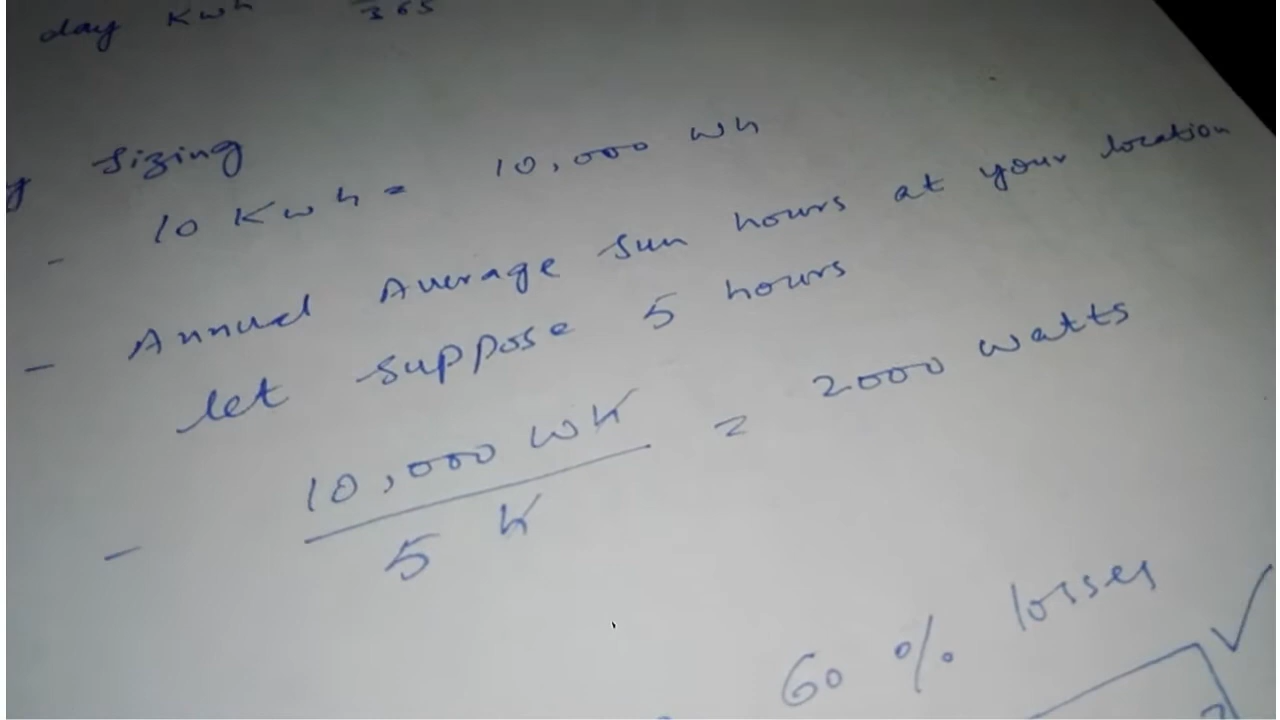 day Kwh 365
y Sizing
- 10 Kwh = 10,000 Wh
- Annual Average Sun hours at your location
let suppose 5 hours
- 10,000 Wh / 5 h = 2000 watts
60 % losses